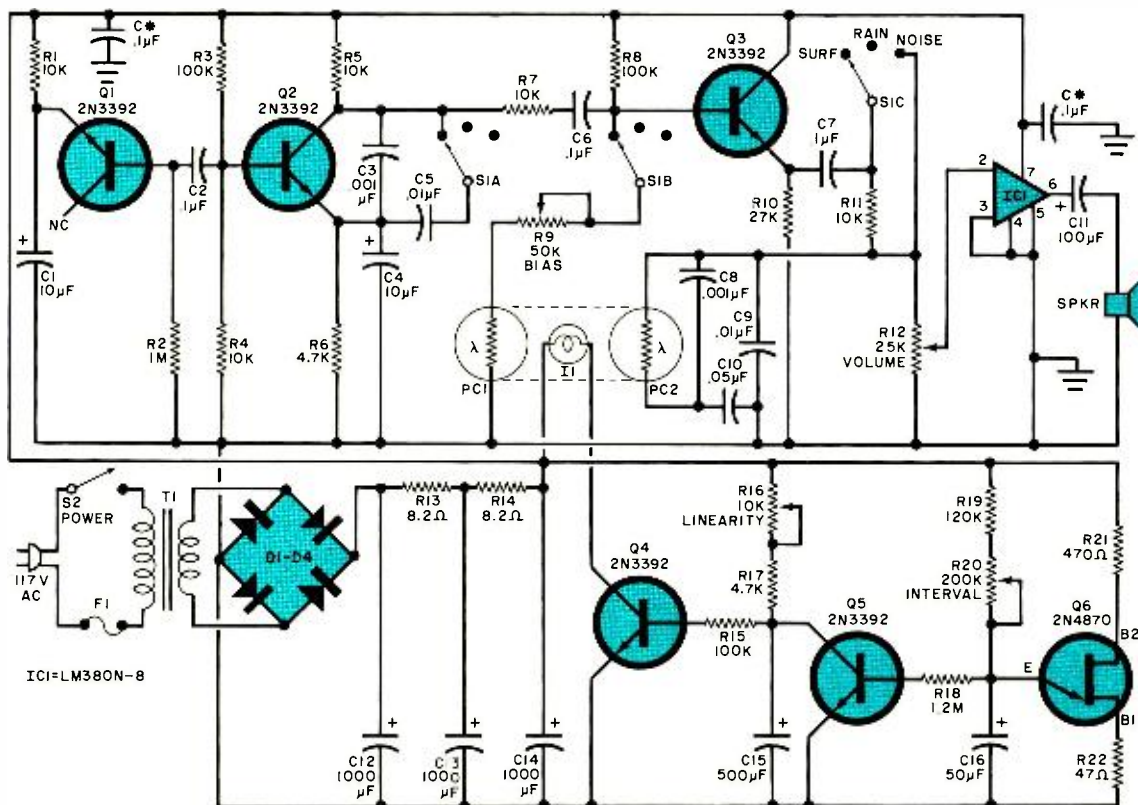 C*
.1µF
R1
10K
R3
100K
R5
10K
Q1
2N3392
Q2
2N3392
R7
10K
R8
100K
Q3
2N3392
RAIN
SURF
NOISE
S1C
C*
.1µF
C2
.1µF
C3
.001
µF
C5
.01µF
S1A
C6
.1µF
S1B
C7
1µF
2
7
IC1
6
3
4
5
+
C11
100µF
NC
+
C1
10µF
+
C4
10µF
R9
50K
BIAS
R10
27K
R11
10K
R2
1M
R4
10K
R6
4.7K
λ
PC1
I1
λ
PC2
C8
.001µF
C9
.01µF
C10
.05µF
R12
25K
VOLUME
SPKR
S2
POWER
T1
117V
AC
F1
D1-D4
R13
8.2Ω
R14
8.2Ω
R16
10K
LINEARITY
R17
4.7K
R19
120K
R20
200K
INTERVAL
R21
470Ω
Q4
2N3392
R15
100K
Q5
2N3392
R18
1.2M
Q6
2N4870
B2
E
B1
IC1=LM380N-8
+
C12
1000
µF
+
C13
1000
µF
+
C14
1000
µF
+
C15
500µF
+
C16
50µF
R22
47Ω